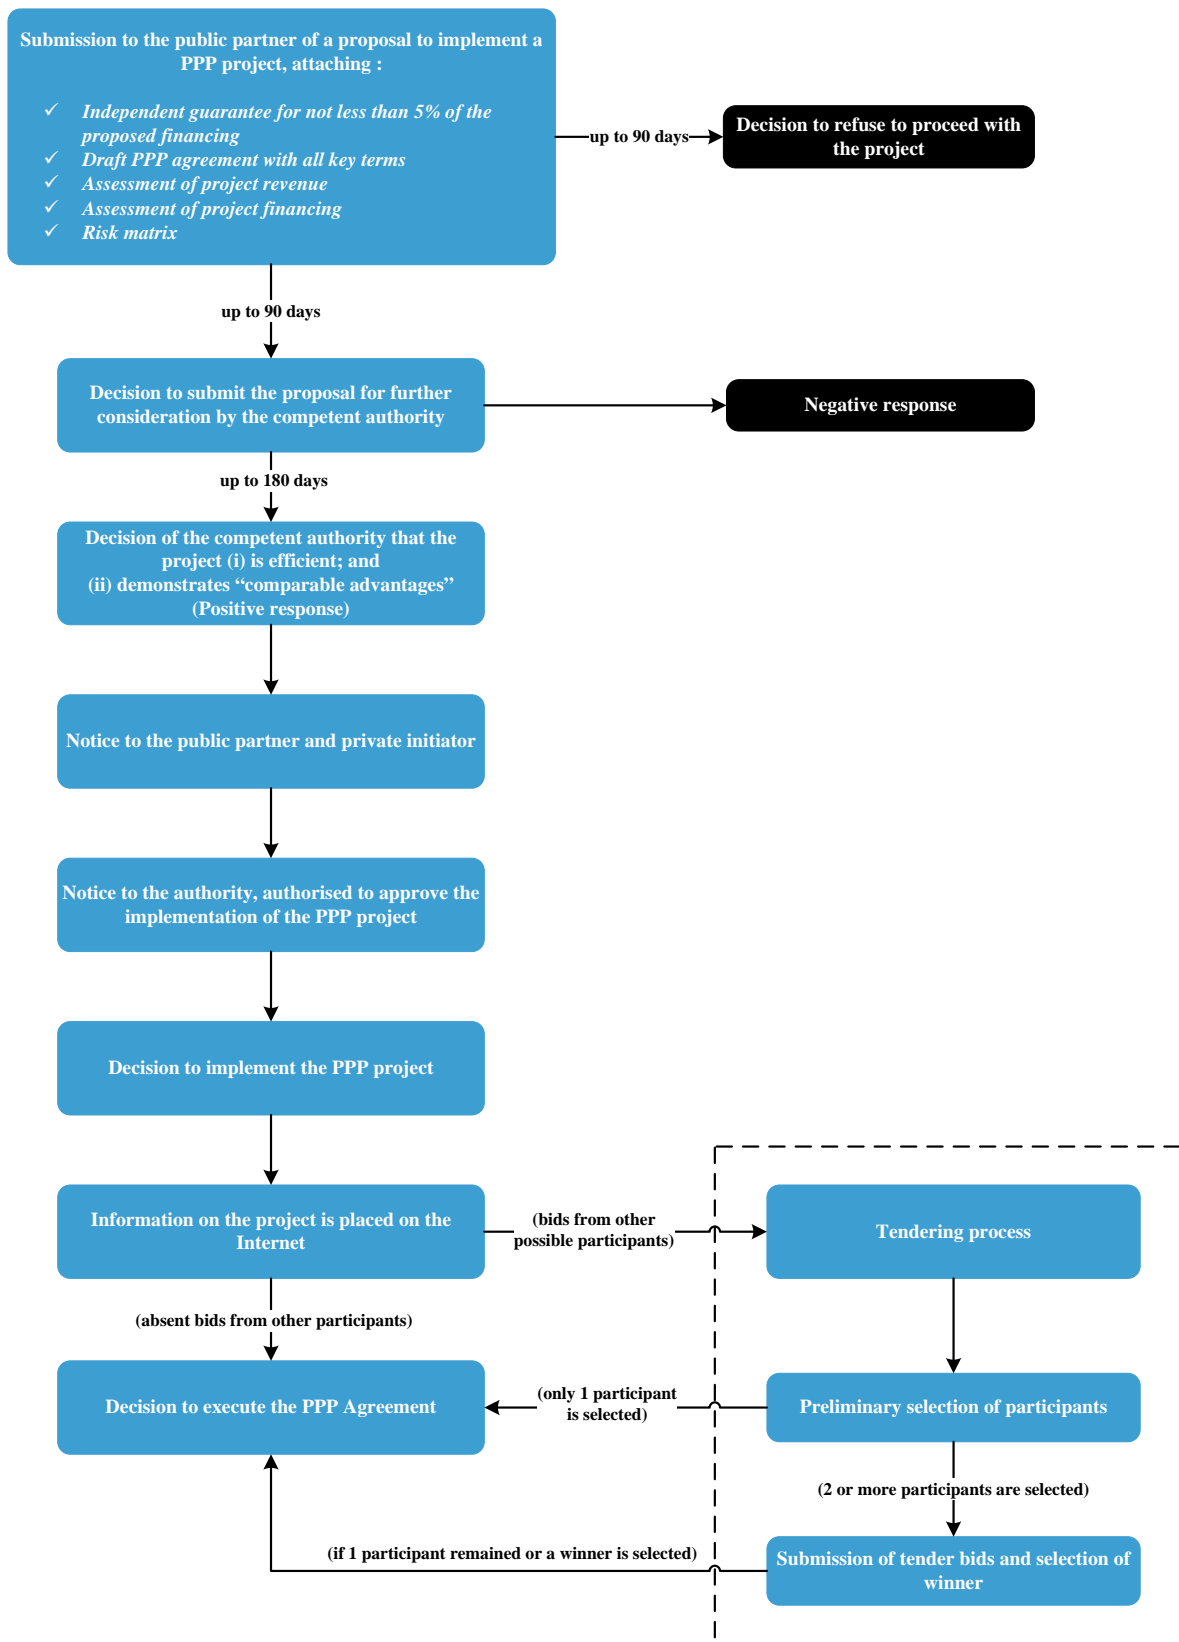 Submission to the public partner of a proposal to implement a
PPP project, attaching :
✓ Independent guarantee for not less than 5% of the
proposed financing
✓ Draft PPP agreement with all key terms
✓ Assessment of project revenue
✓ Assessment of project financing
✓ Risk matrix
up to 90 days
Decision to refuse to proceed with
the project
up to 90 days
Decision to submit the proposal for further
consideration by the competent authority
Negative response
up to 180 days
Decision of the competent authority that the
project (i) is efficient; and
(ii) demonstrates “comparable advantages”
(Positive response)
Notice to the public partner and private initiator
Notice to the authority, authorised to approve the
implementation of the PPP project
Decision to implement the PPP project
Information on the project is placed on the
Internet
(bids from other
possible participants)
Tendering process
(absent bids from other participants)
Decision to execute the PPP Agreement
(only 1 participant
is selected)
Preliminary selection of participants
(2 or more participants are selected)
(if 1 participant remained or a winner is selected)
Submission of tender bids and selection of
winner